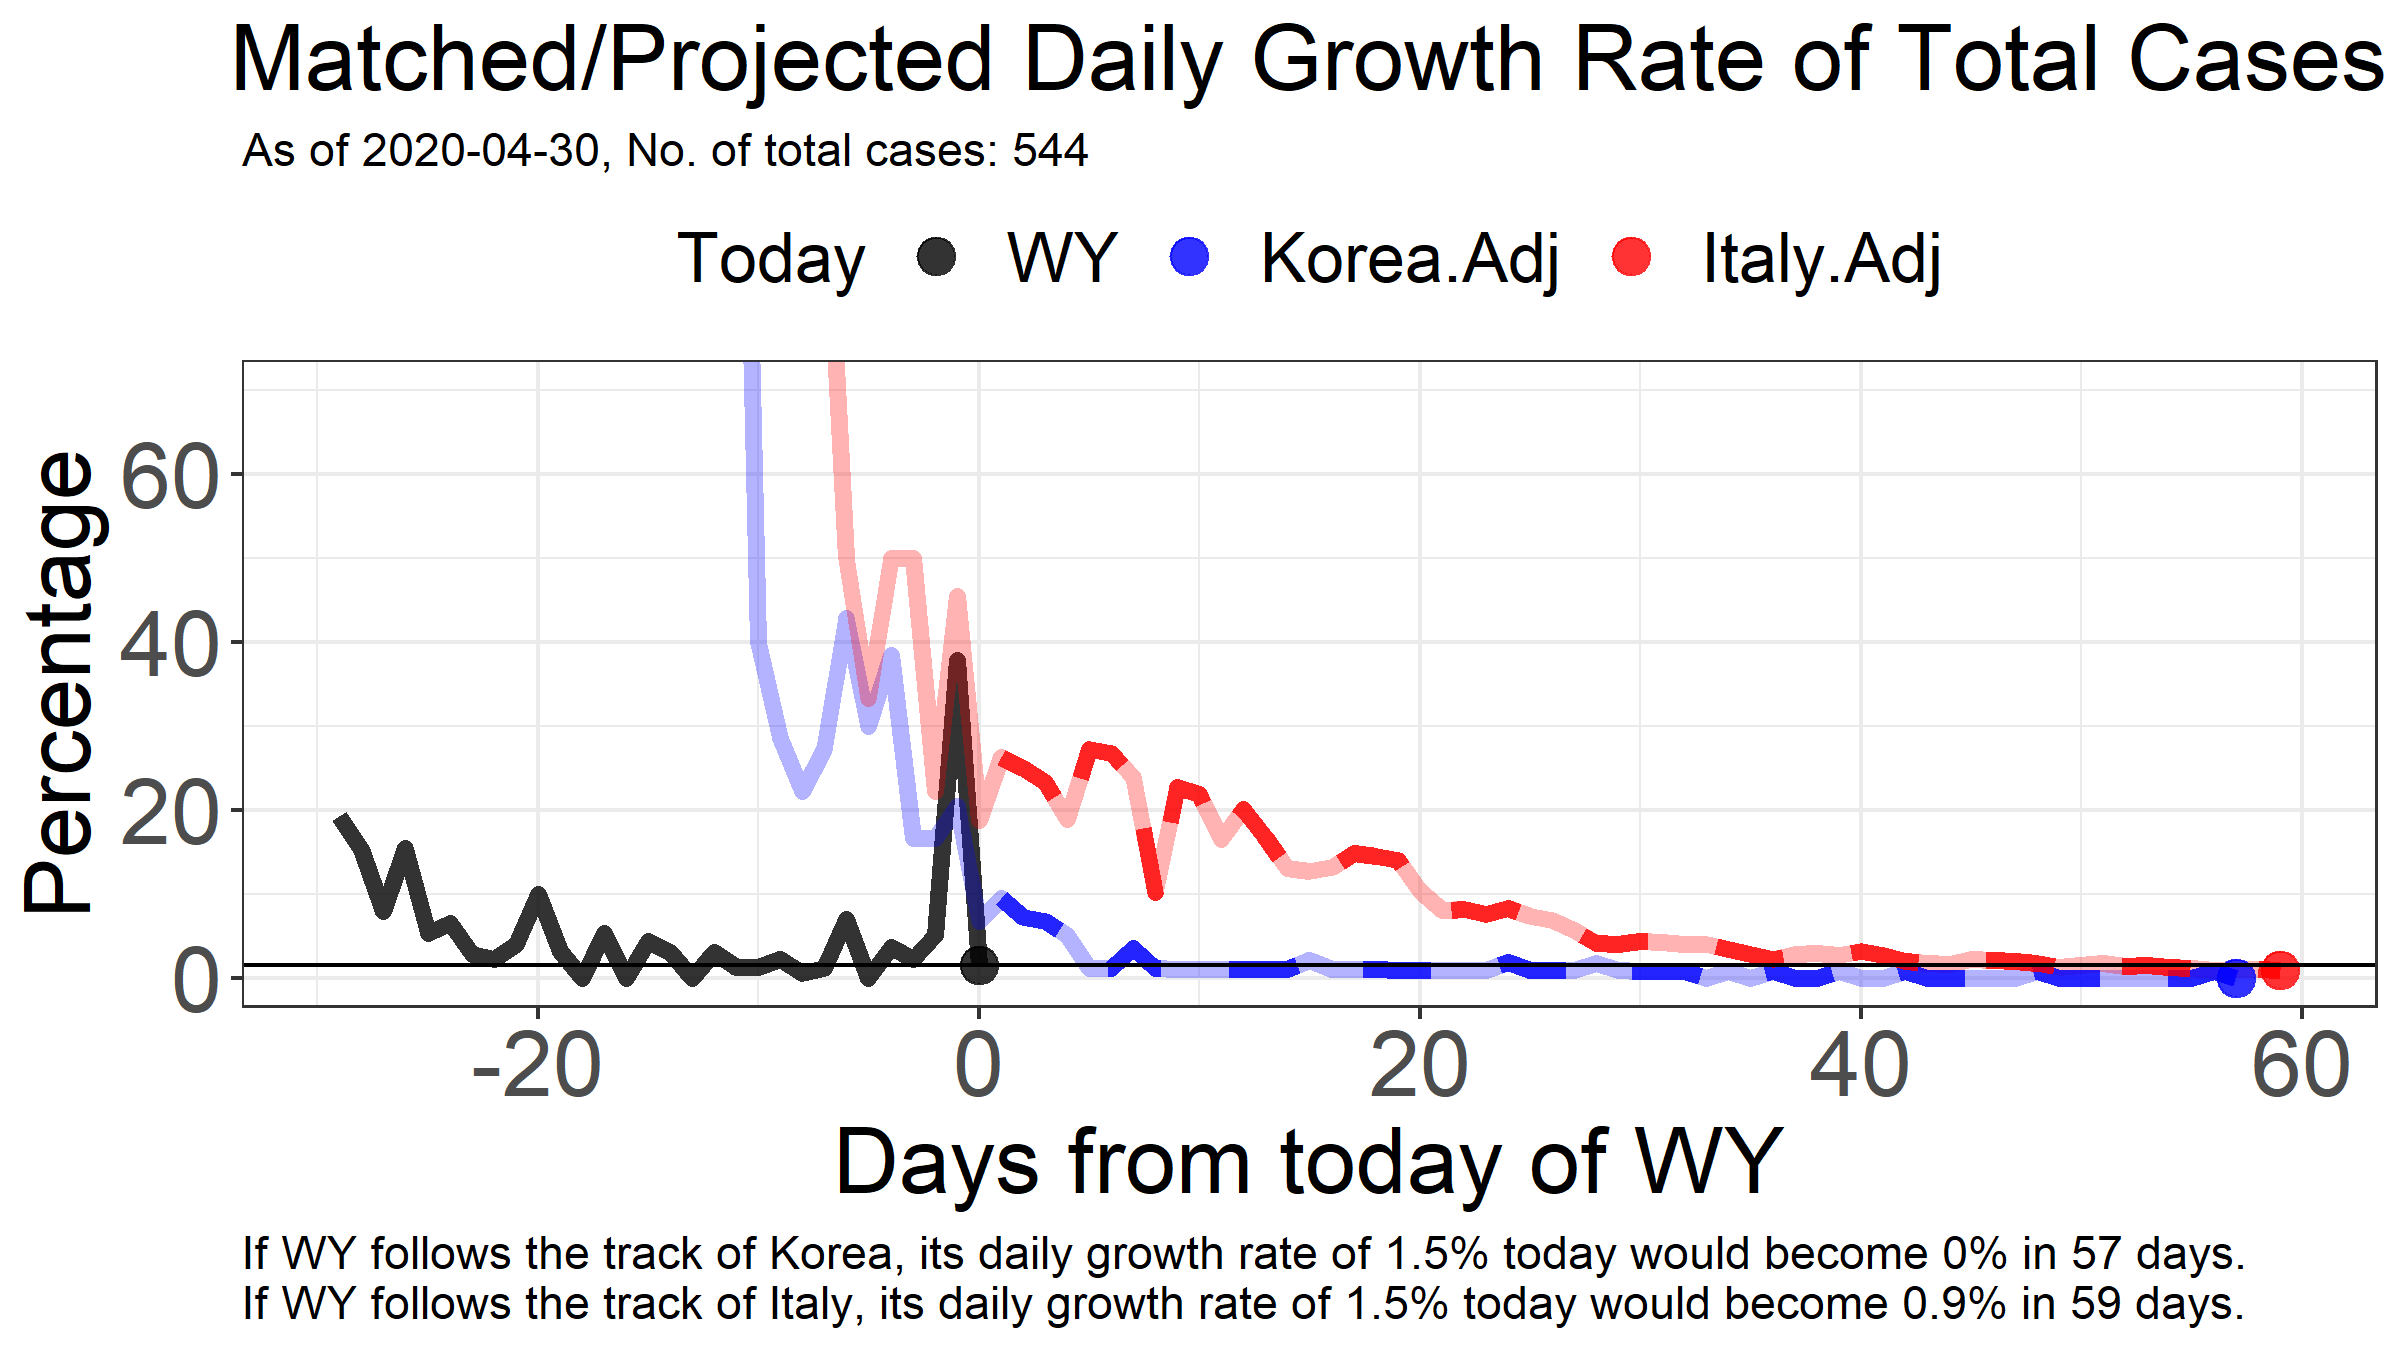 Matched/Projected Daily Growth Rate of Total Cases
As of 2020-04-30, No. of total cases: 544
Today WY Korea.Adj Italy.Adj
Percentage
60
40
20
0
-20 0 20 40 60
Days from today of WY
If WY follows the track of Korea, its daily growth rate of 1.5% today would become 0% in 57 days.
If WY follows the track of Italy, its daily growth rate of 1.5% today would become 0.9% in 59 days.